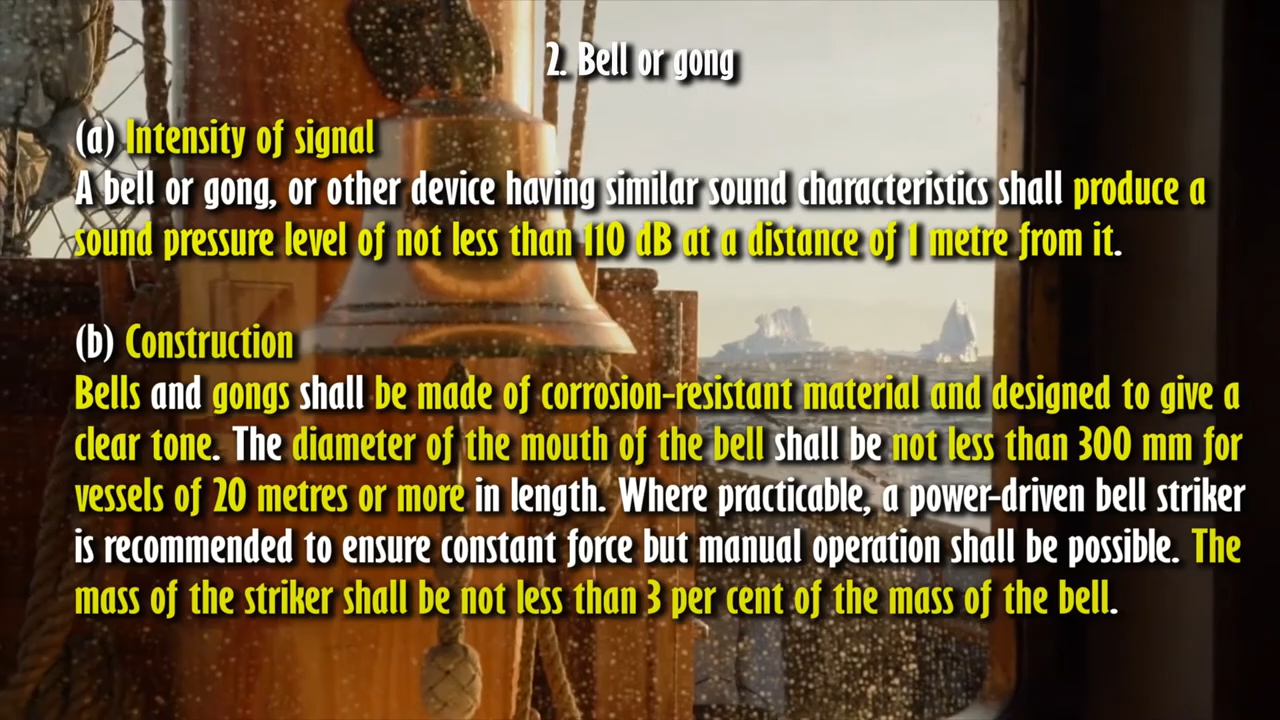 2. Bell or gong
(a) Intensity of signal
A bell or gong, or other device having similar sound characteristics shall produce a
sound pressure level of not less than 110 dB at a distance of 1 metre from it.
(b) Construction
Bells and gongs shall be made of corrosion-resistant material and designed to give a
clear tone. The diameter of the mouth of the bell shall be not less than 300 mm for
vessels of 20 metres or more in length. Where practicable, a power-driven bell striker
is recommended to ensure constant force but manual operation shall be possible. The
mass of the striker shall be not less than 3 per cent of the mass of the bell.